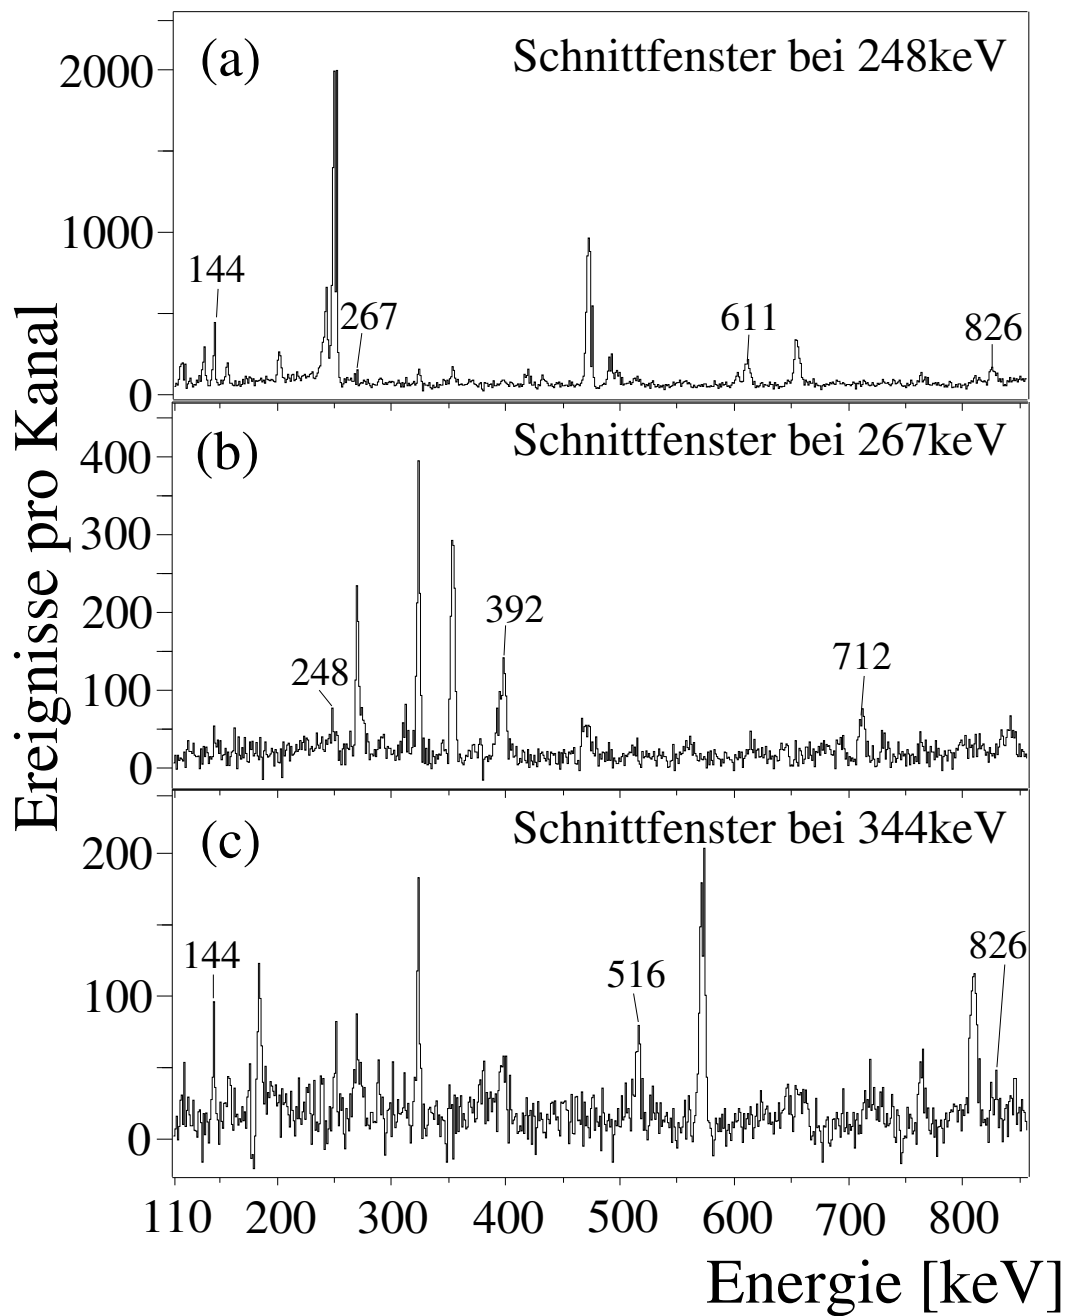 (a)
Schnittfenster bei 248keV
2000
1000
0
144
267
611
826
(b)
Schnittfenster bei 267keV
400
300
200
100
0
248
392
712
(c)
Schnittfenster bei 344keV
200
100
0
144
516
826
110 200 300 400 500 600 700 800
Energie [keV]
Ereignisse pro Kanal